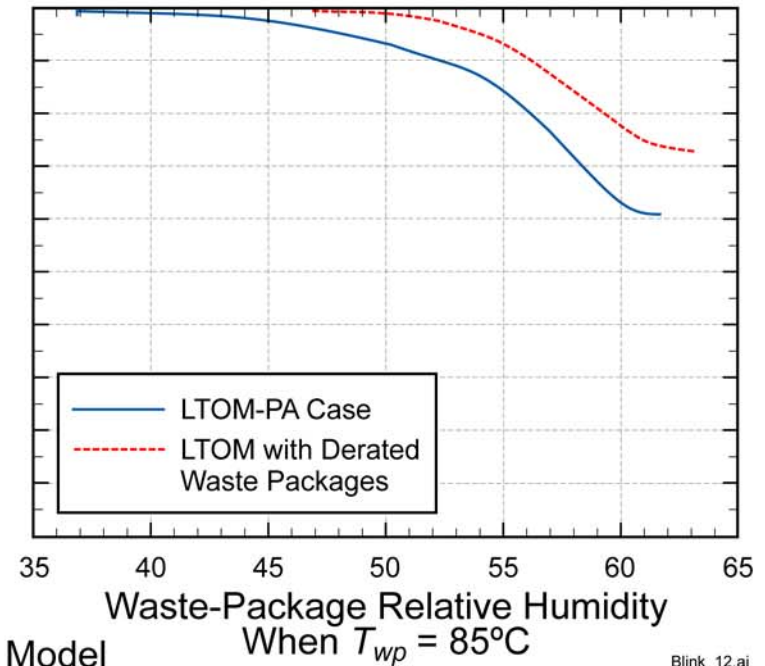 LTOM-PA Case
LTOM with Derated
Waste Packages
35 40 45 50 55 60 65
Waste-Package Relative Humidity
When Twp = 85ºC
Model
Blink_12.ai